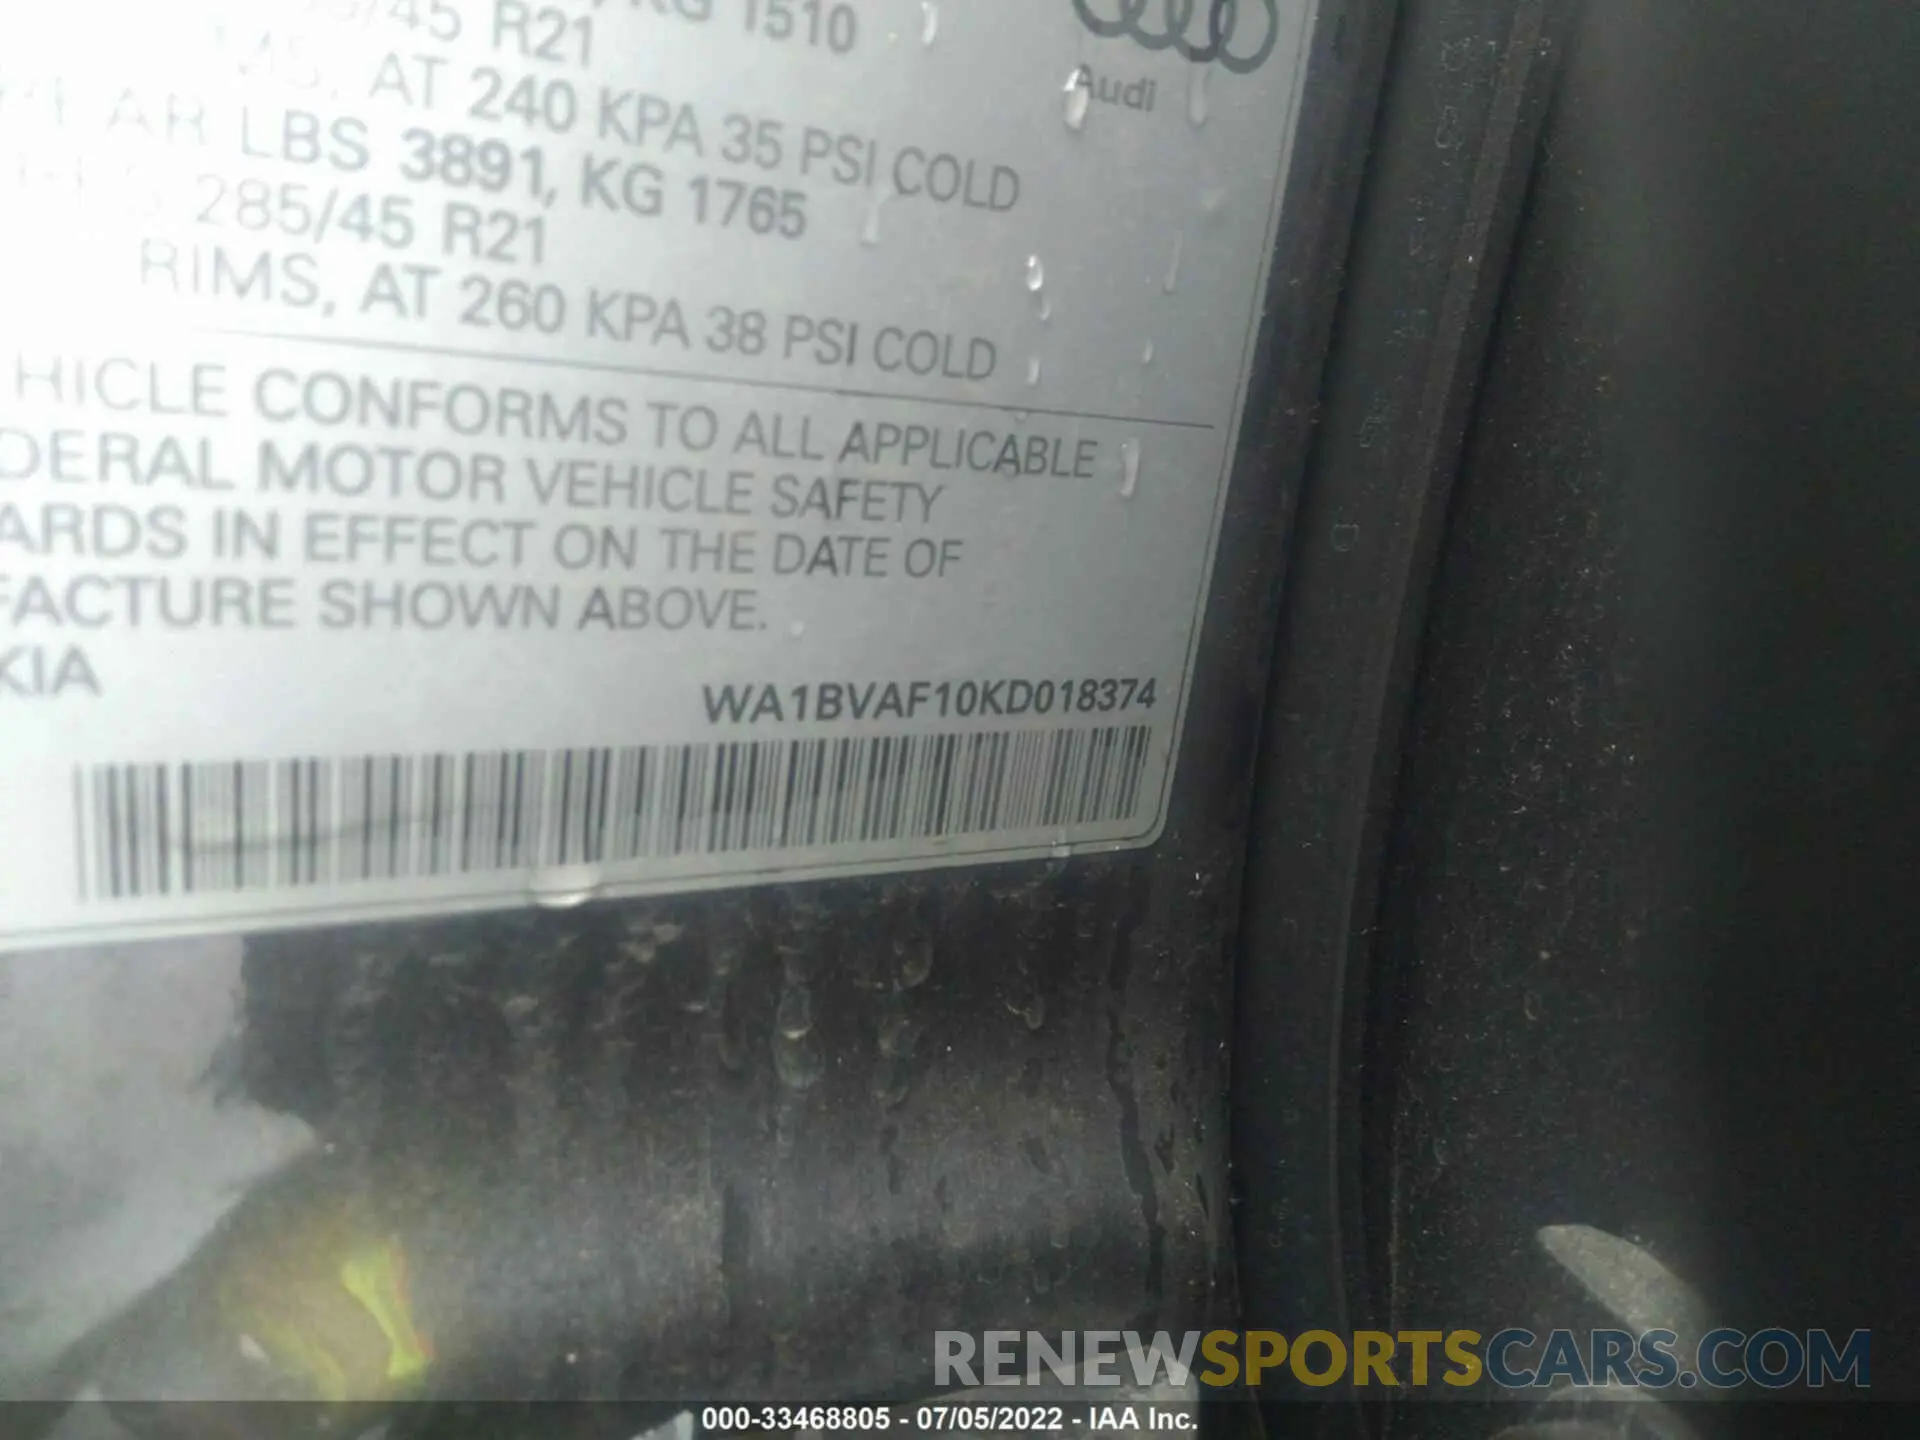 KG 1510
/45 R21
Audi
AT 240 KPA 35 PSI COLD
LBS 3891, KG 1765
285/45 R21
RIMS, AT 260 KPA 38 PSI COLD
HICLE CONFORMS TO ALL APPLICABLE
DERAL MOTOR VEHICLE SAFETY
ARDS IN EFFECT ON THE DATE OF
FACTURE SHOWN ABOVE.
KIA
WA1BVAF10KD018374
RENEWSPORTSCARS.COM
000-33468805 - 07/05/2022 - IAA Inc.